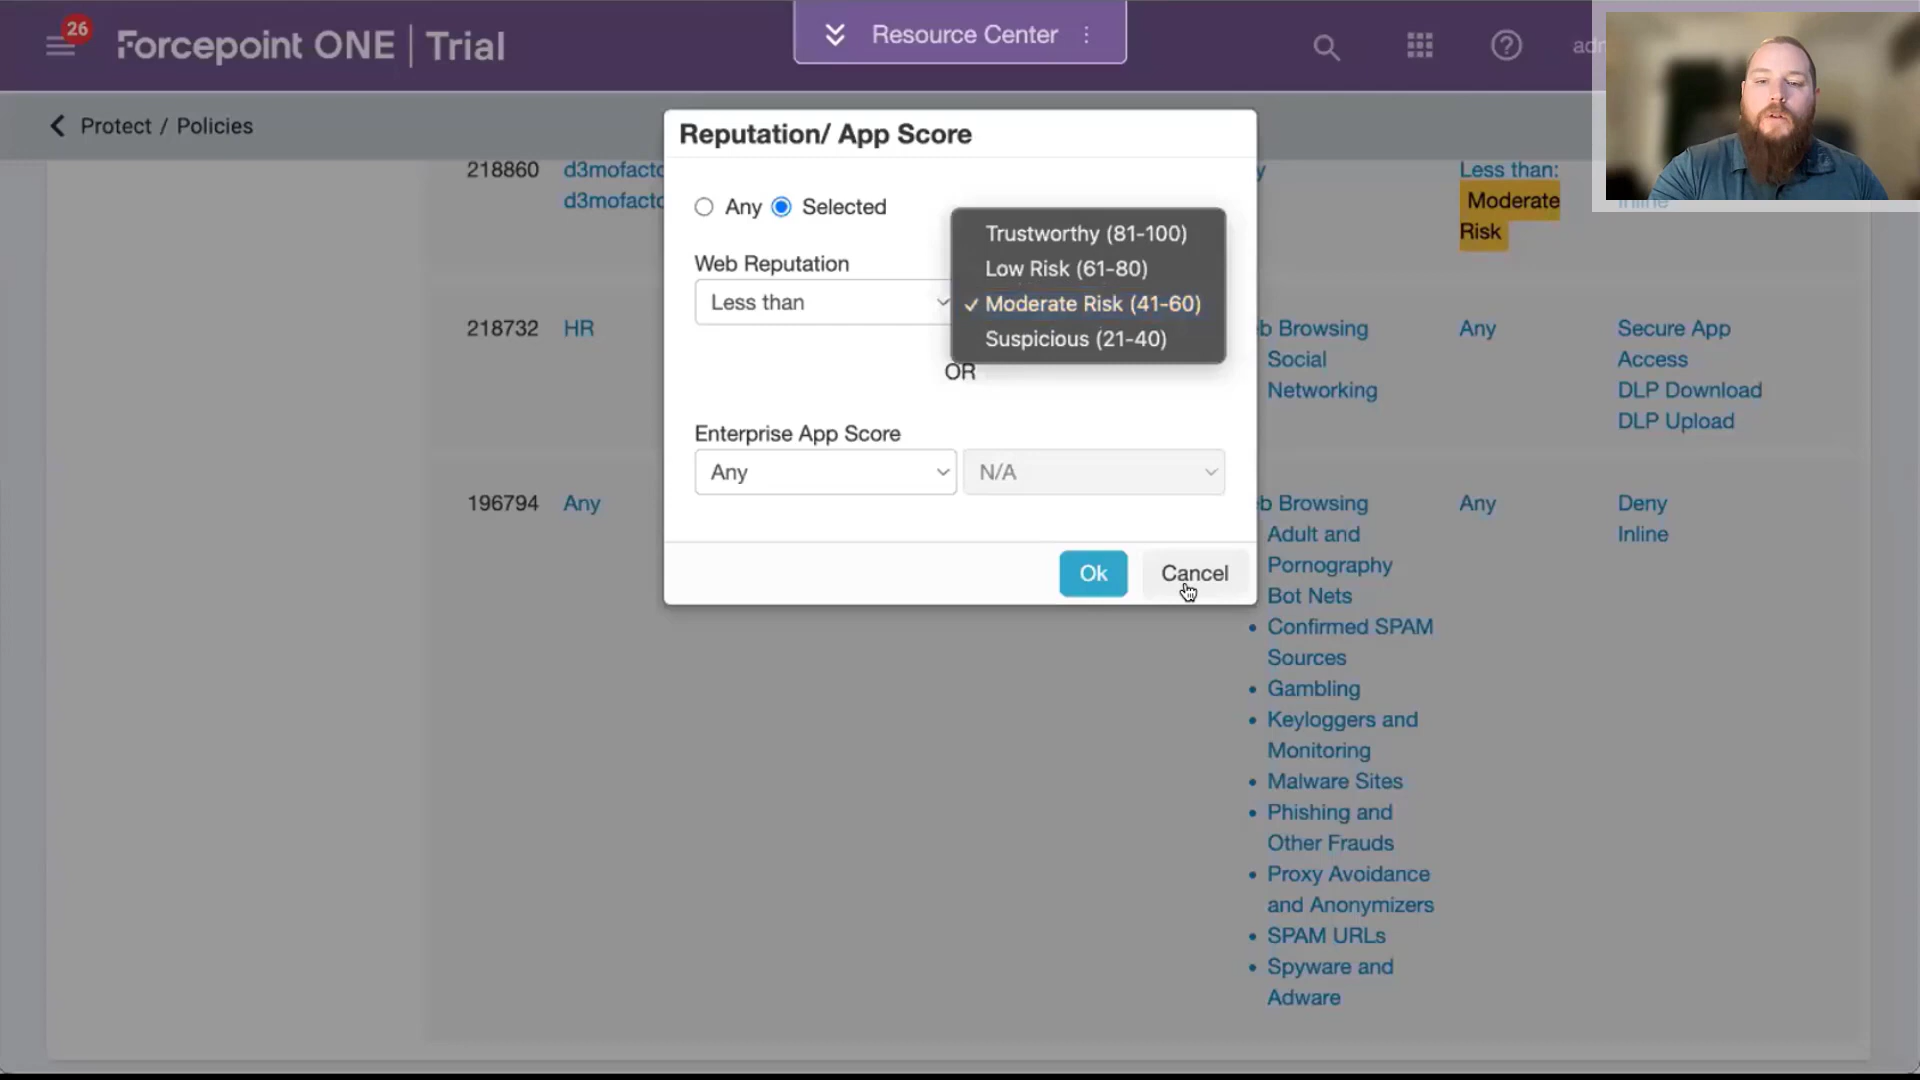 26
Forcepoint ONE | Trial
Resource Center
Protect / Policies
Reputation/ App Score
Any
Selected
Web Reputation
Less than
Trustworthy (81-100)
Low Risk (61-80)
✓ Moderate Risk (41-60)
Suspicious (21-40)
OR
Enterprise App Score
Any
N/A
Ok
Cancel
218860
Less than:
Moderate
Risk
Inline
218732
HR
Browsing
Social
Networking
Any
Secure App
Access
DLP Download
DLP Upload
196794
Any
Browsing
Adult and
Pornography
Bot Nets
• Confirmed SPAM
Sources
• Gambling
• Keyloggers and
Monitoring
• Malware Sites
• Phishing and
Other Frauds
• Proxy Avoidance
and Anonymizers
• SPAM URLs
• Spyware and
Adware
Any
Deny
Inline